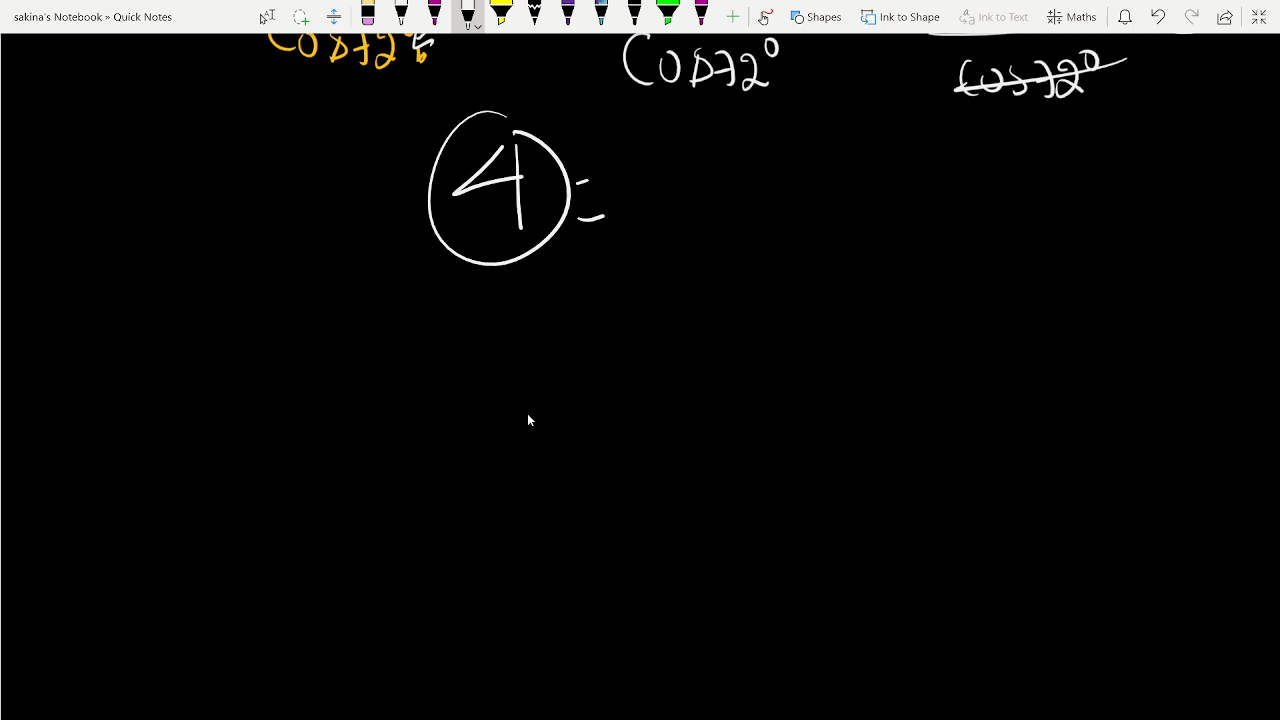 sakina's Notebook » Quick Notes Shapes Ink to Shape Ink to Text Maths
Cos72° Cos72° Cos72°
4 =